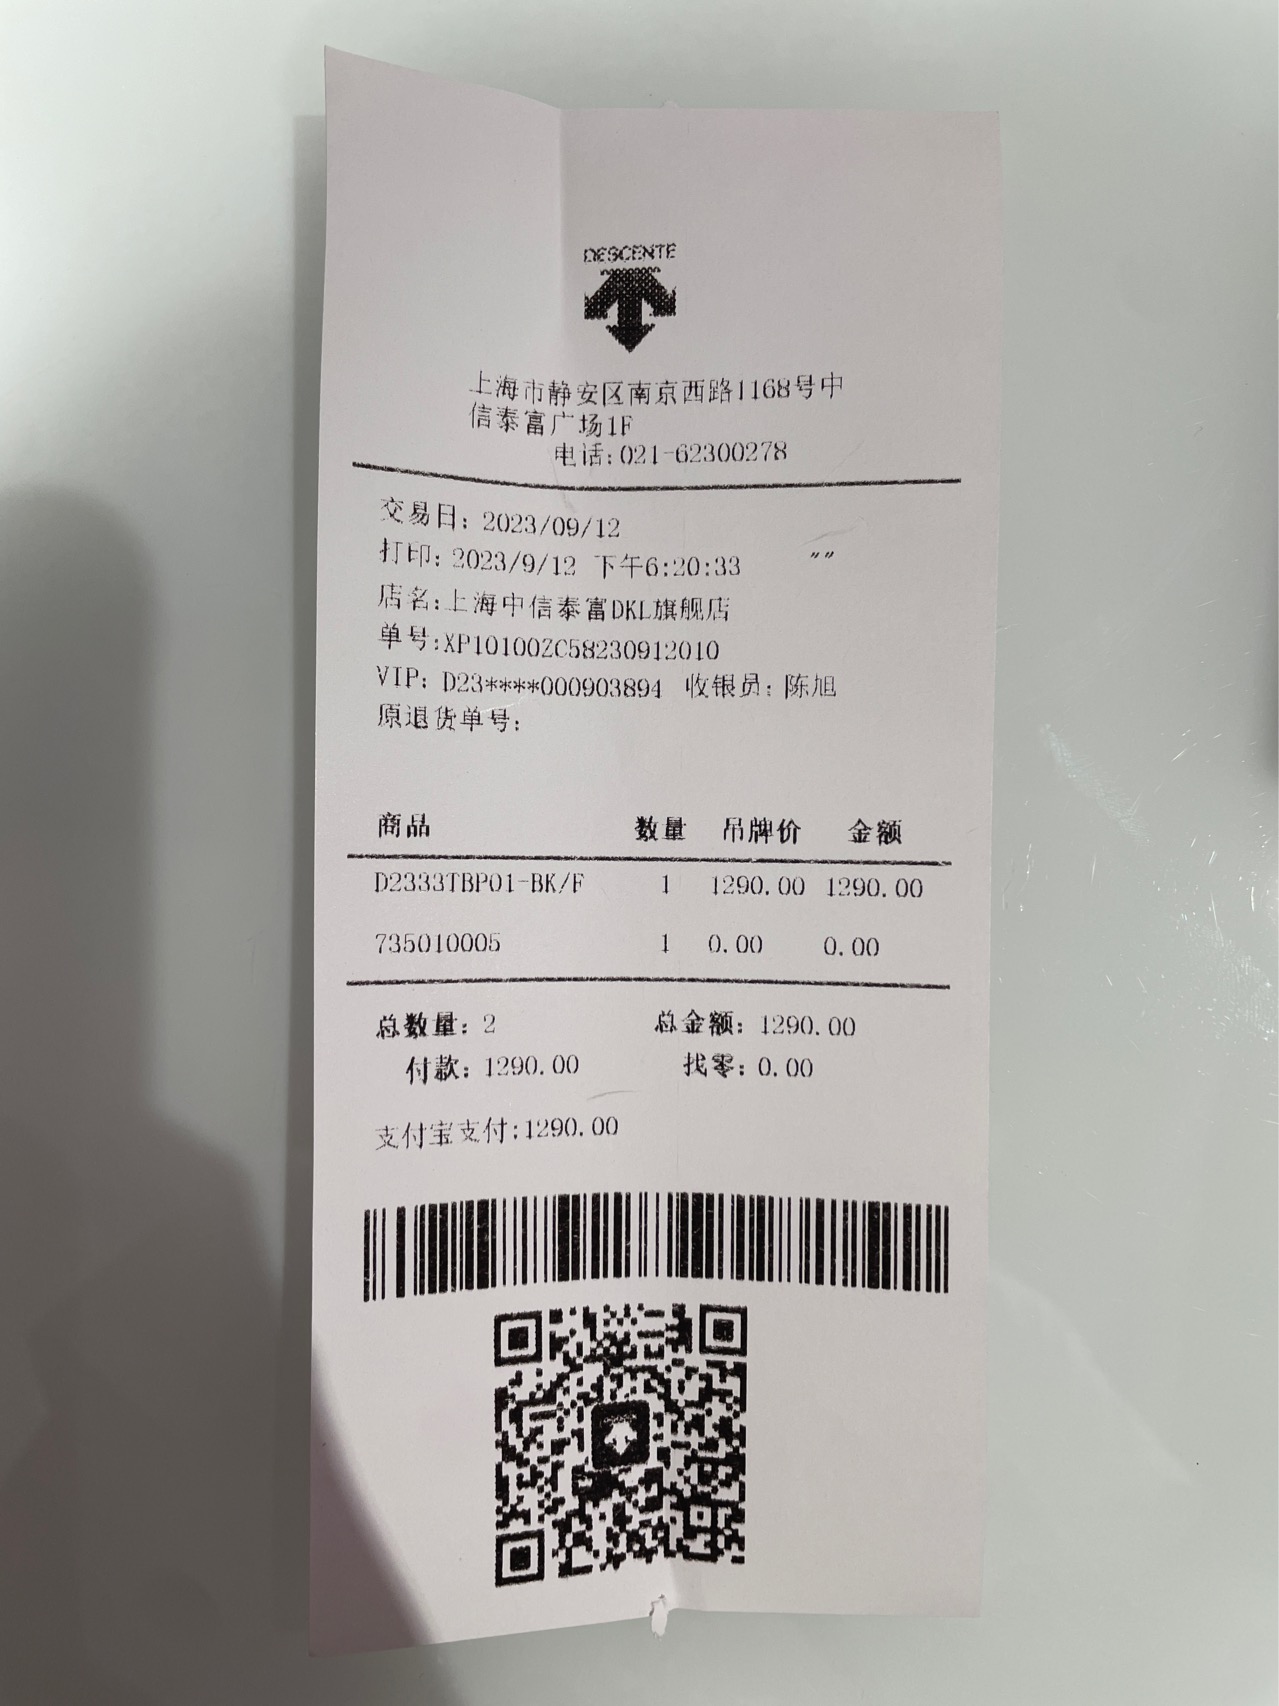 DESCENTE
上海市静安区南京西路1168号中
信泰富广场1F
电话:021-62300278
交易日: 2023/09/12
打印: 2023/9/12 下午6:20:33 ""
店名:上海中信泰富DKL旗舰店
单号:XP10100ZC58230912010
VIP: D23****000903894 收银员: 陈旭
原退货单号:
商品 数量 吊牌价 金额
D2333TBP01-BK/F 1 1290.00 1290.00
735010005 1 0.00 0.00
总数量: 2 总金额: 1290.00
付款: 1290.00 找零: 0.00
支付宝支付:1290.00